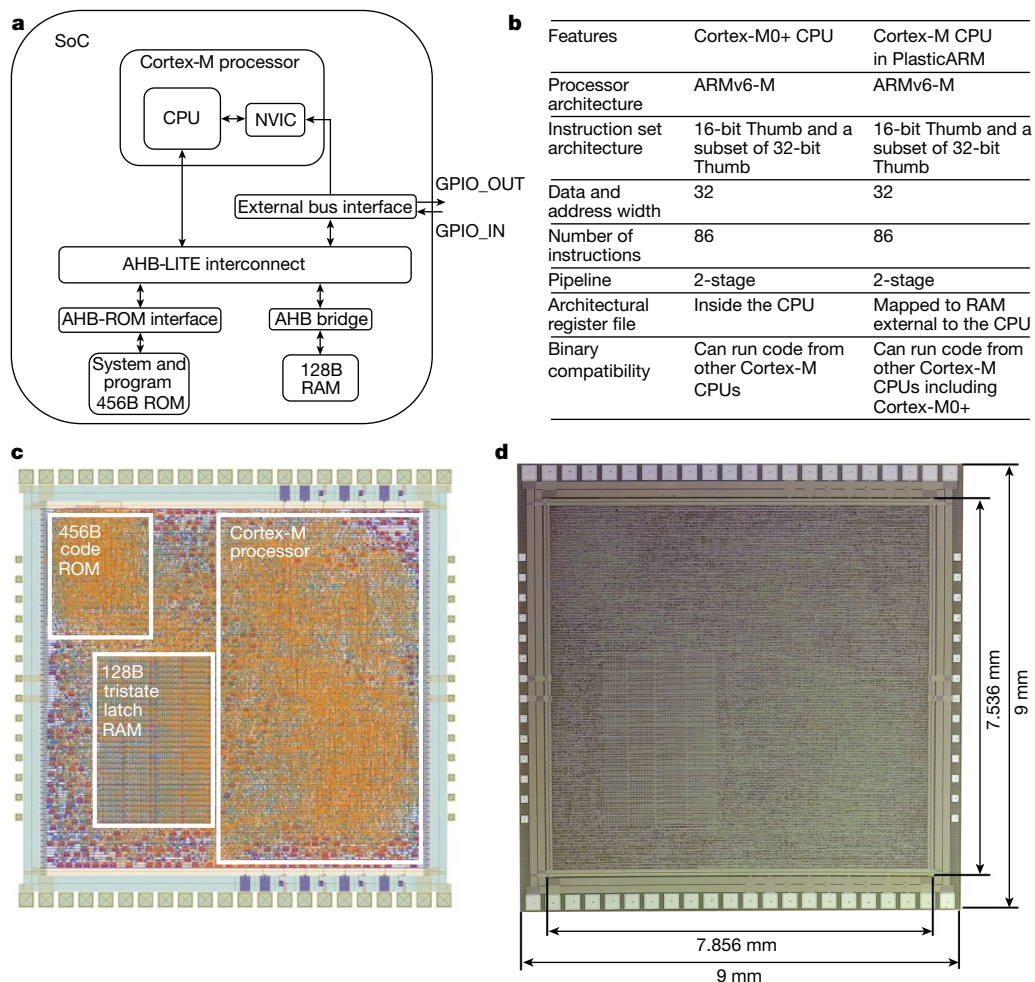 a
SoC
Cortex-M processor
CPU
NVIC
GPIO_OUT
External bus interface
GPIO_IN
AHB-LITE interconnect
AHB-ROM interface
AHB bridge
System and
program
456B ROM
128B
RAM
b
Features
Cortex-M0+ CPU
Cortex-M CPU
in PlasticARM
Processor
architecture
ARMv6-M
ARMv6-M
Instruction set
architecture
16-bit Thumb and a
subset of 32-bit
Thumb
16-bit Thumb and a
subset of 32-bit
Thumb
Data and
address width
32
32
Number of
instructions
86
86
Pipeline
2-stage
2-stage
Architectural
register file
Inside the CPU
Mapped to RAM
external to the CPU
Binary
compatibility
Can run code from
other Cortex-M
CPUs
Can run code from
other Cortex-M
CPUs including
Cortex-M0+
c
456B
code
ROM
Cortex-M
processor
128B
tristate
latch
RAM
d
7.536 mm
9 mm
7.856 mm
9 mm